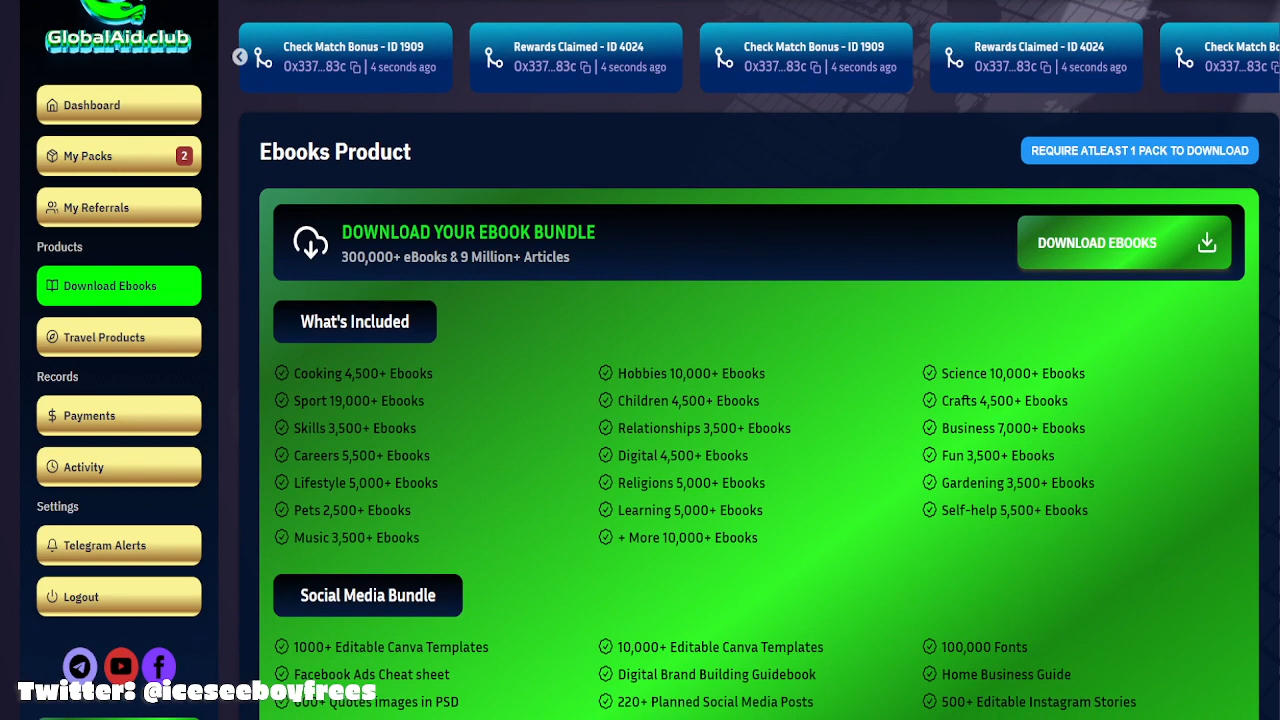 GlobalAid.club
Dashboard
My Packs 2
My Referrals
Products
Download Ebooks
Travel Products
Records
Payments
Activity
Settings
Telegram Alerts
Logout
Check Match Bonus - ID 1909
0x337...83c | 4 seconds ago
Rewards Claimed - ID 4024
0x337...83c | 4 seconds ago
Check Match Bonus - ID 1909
0x337...83c | 4 seconds ago
Rewards Claimed - ID 4024
0x337...83c | 4 seconds ago
Check Match
0x337...83c
Ebooks Product
REQUIRE ATLEAST 1 PACK TO DOWNLOAD
DOWNLOAD YOUR EBOOK BUNDLE
300,000+ eBooks & 9 Million+ Articles
DOWNLOAD EBOOKS
What's Included
Cooking 4,500+ Ebooks
Sport 19,000+ Ebooks
Skills 3,500+ Ebooks
Careers 5,500+ Ebooks
Lifestyle 5,000+ Ebooks
Pets 2,500+ Ebooks
Music 3,500+ Ebooks
Hobbies 10,000+ Ebooks
Children 4,500+ Ebooks
Relationships 3,500+ Ebooks
Digital 4,500+ Ebooks
Religions 5,000+ Ebooks
Learning 5,000+ Ebooks
+ More 10,000+ Ebooks
Science 10,000+ Ebooks
Crafts 4,500+ Ebooks
Business 7,000+ Ebooks
Fun 3,500+ Ebooks
Gardening 3,500+ Ebooks
Self-help 5,500+ Ebooks
Social Media Bundle
1000+ Editable Canva Templates
Facebook Ads Cheat sheet
600+ Quotes Images in PSD
10,000+ Editable Canva Templates
Digital Brand Building Guidebook
220+ Planned Social Media Posts
100,000 Fonts
Home Business Guide
500+ Editable Instagram Stories
Twitter: @iceseeboyfrees